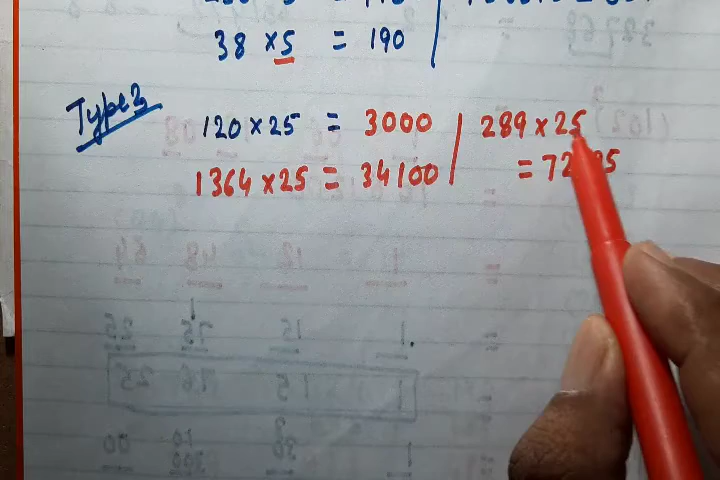 38 × 5 = 190
Type 3 120 × 25 = 3000 | 289 × 25
1364 × 25 = 34100 | = 72 25